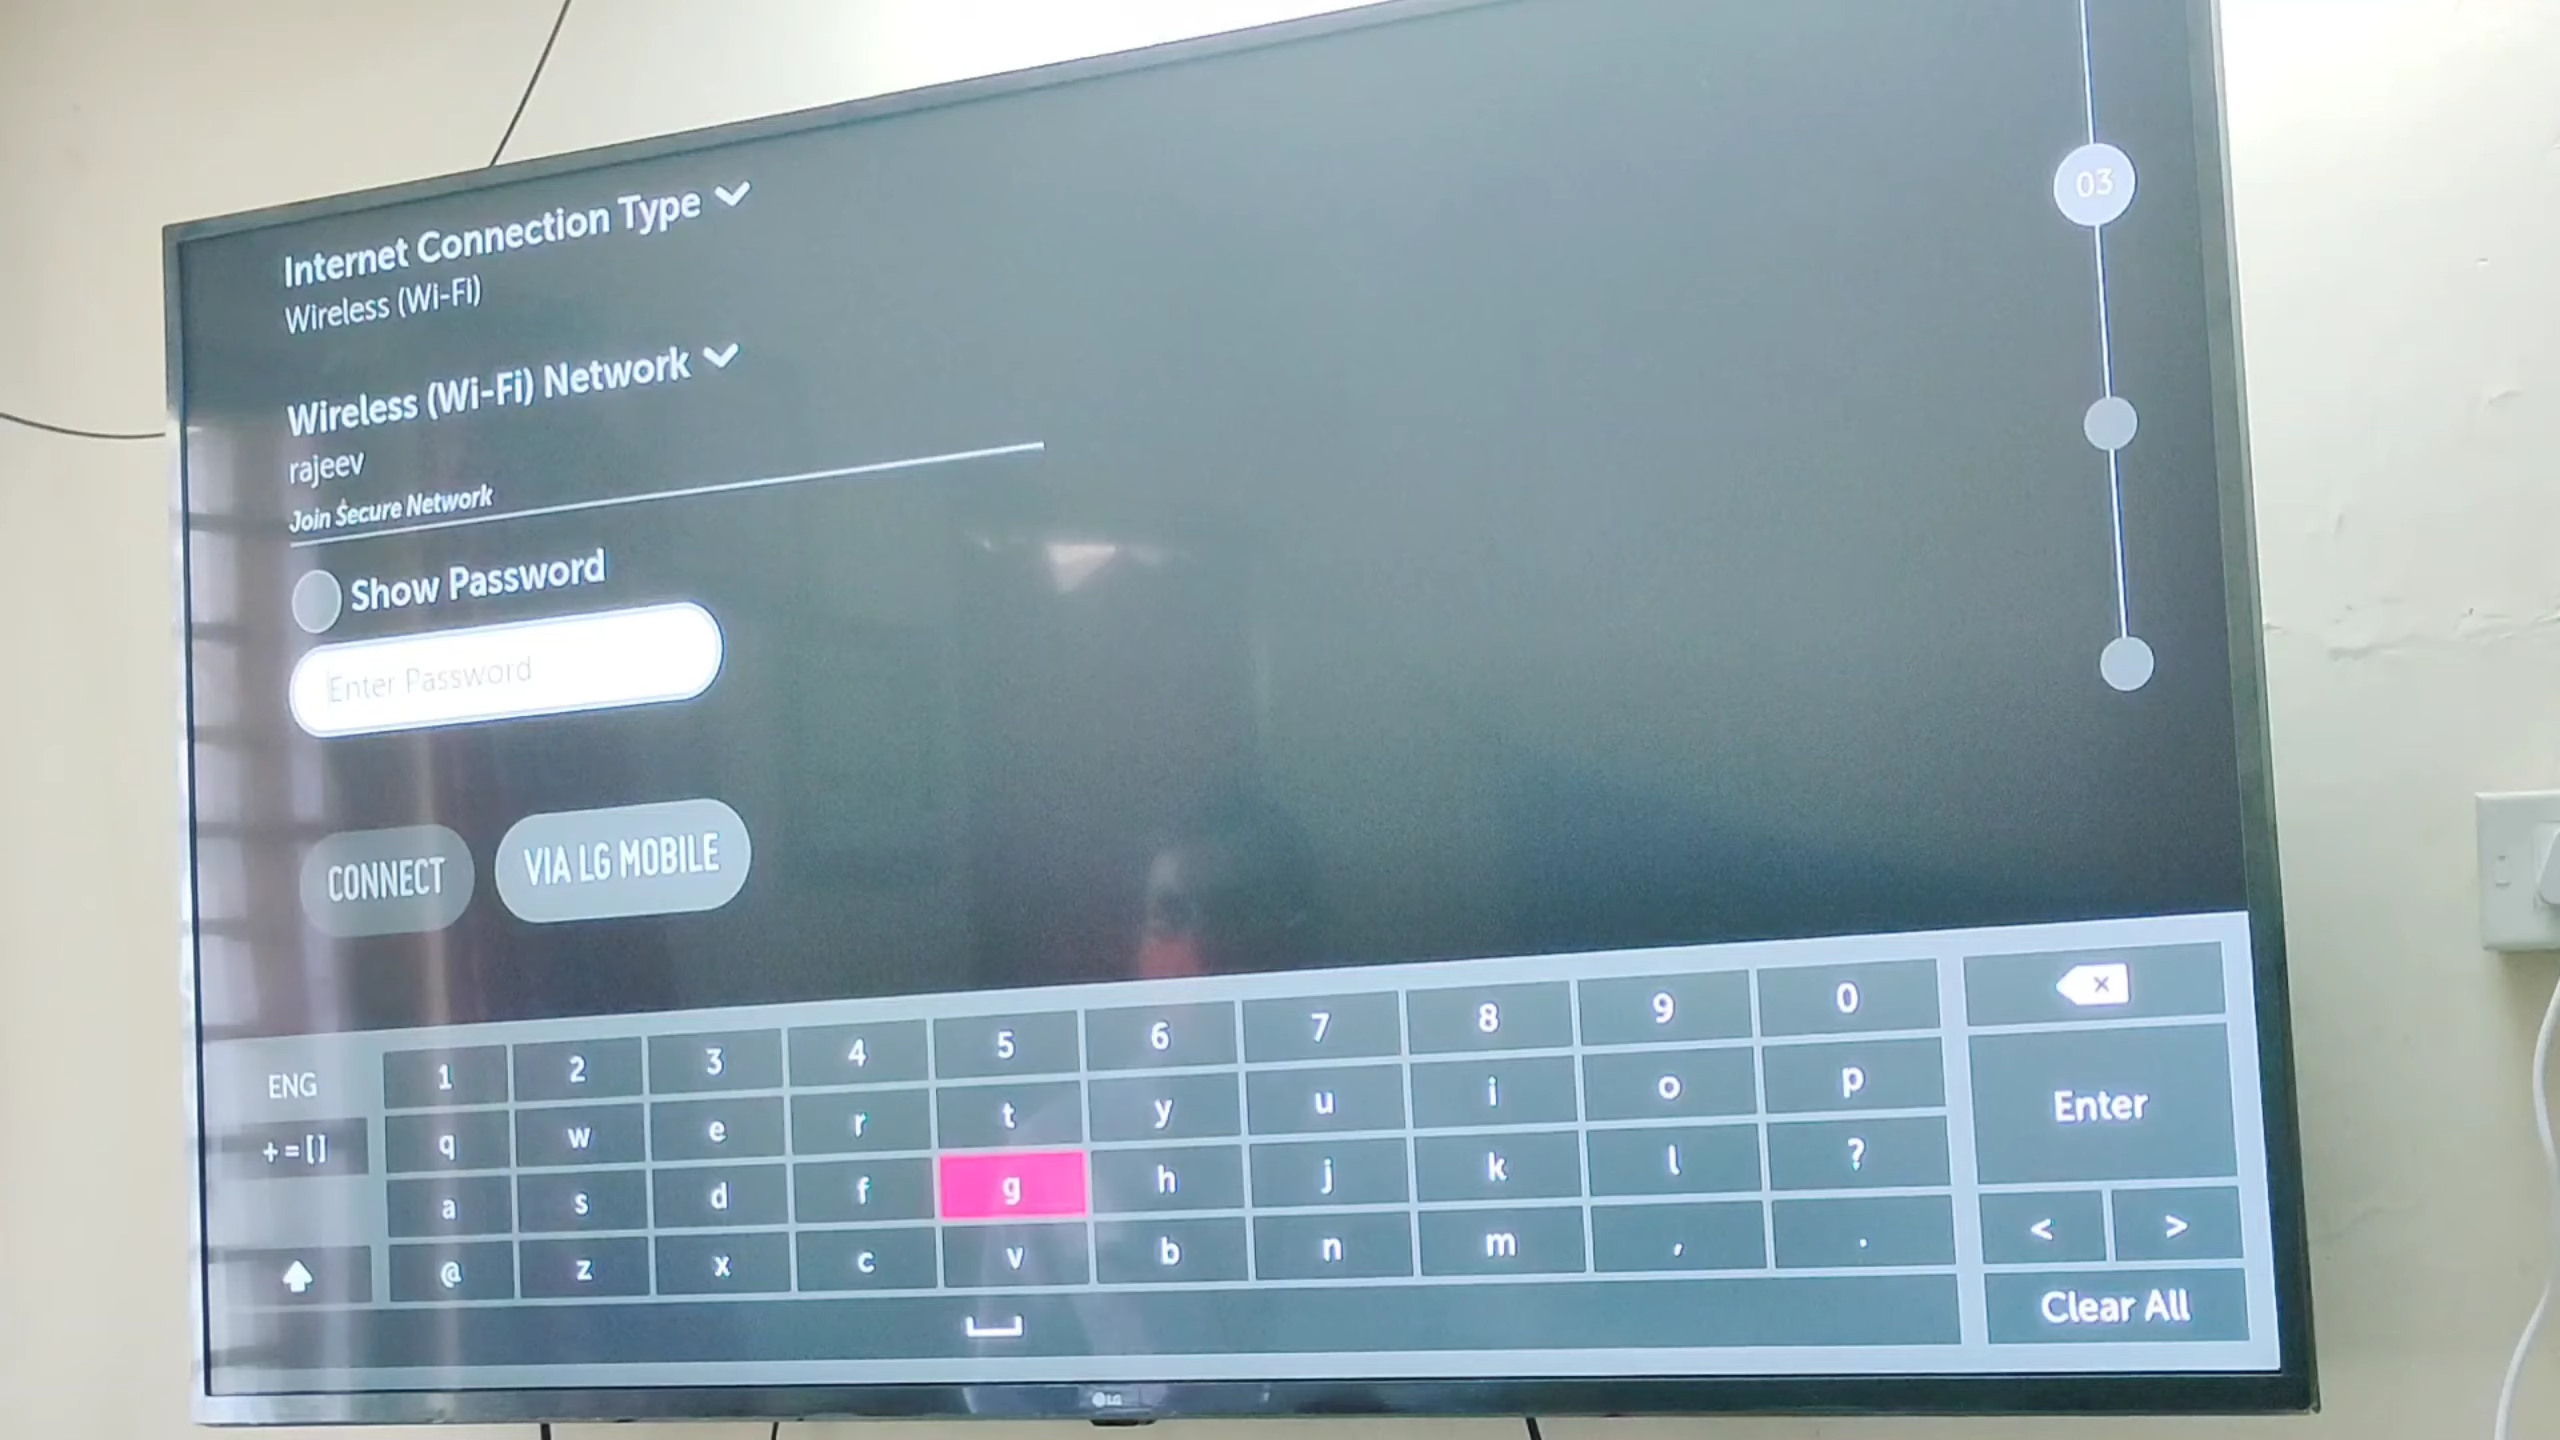 03
Internet Connection Type
Wireless (Wi-Fi)
Wireless (Wi-Fi) Network
rajeev
Join Secure Network
Show Password
Enter Password
CONNECT VIA LG MOBILE
ENG 1 2 3 4 5 6 7 8 9 0
+=[] q w e r t y u i o p Enter
a s d f g h j k l ?
@ z x c v b n m , . < >
Clear All
LG